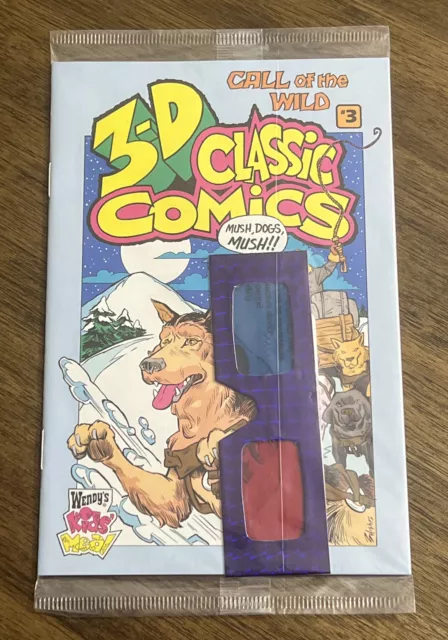 CALL of the
WILD
#3
3-D
CLASSIC
COMICS
MUSH, DOGS,
MUSH!!
WENDY'S
Kids'
Meal!